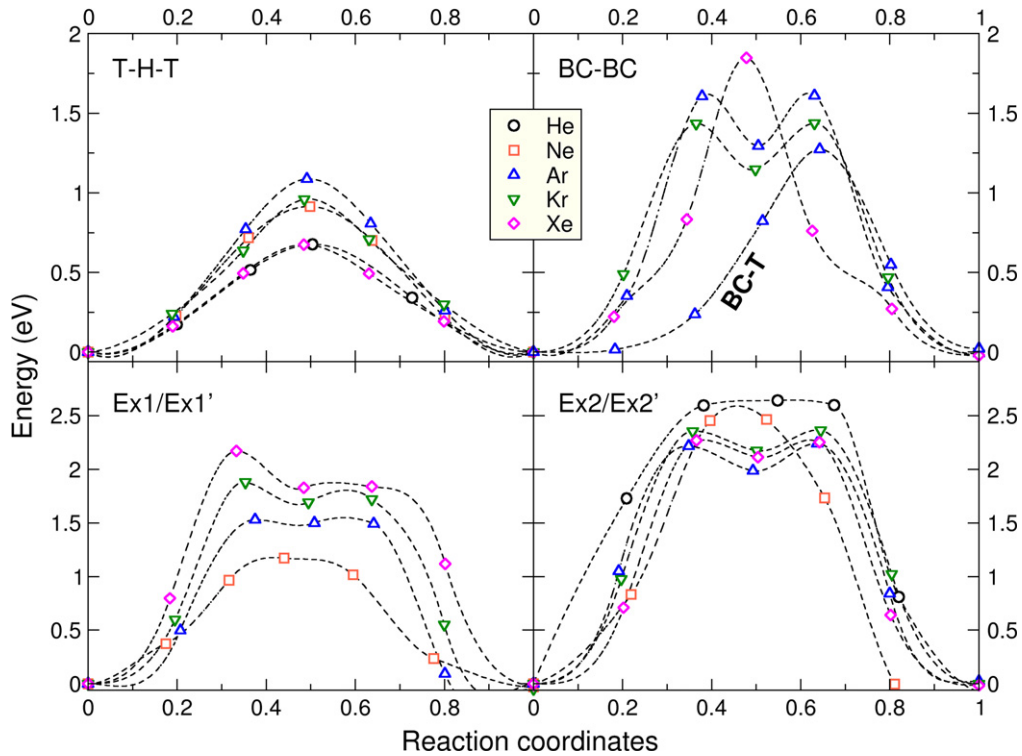 0 0.2 0.4 0.6 0.8
0 0.2 0.4 0.6 0.8 1
2
1.5
1
0.5
0
T-H-T
BC-BC
He
Ne
Ar
Kr
Xe
BC-T
2
1.5
1
0.5
0
Energy (eV)
2.5
2
1.5
1
0.5
0
Ex1/Ex1’
Ex2/Ex2’
2.5
2
1.5
1
0.5
0
0 0.2 0.4 0.6 0.8
0 0.2 0.4 0.6 0.8 1
Reaction coordinates